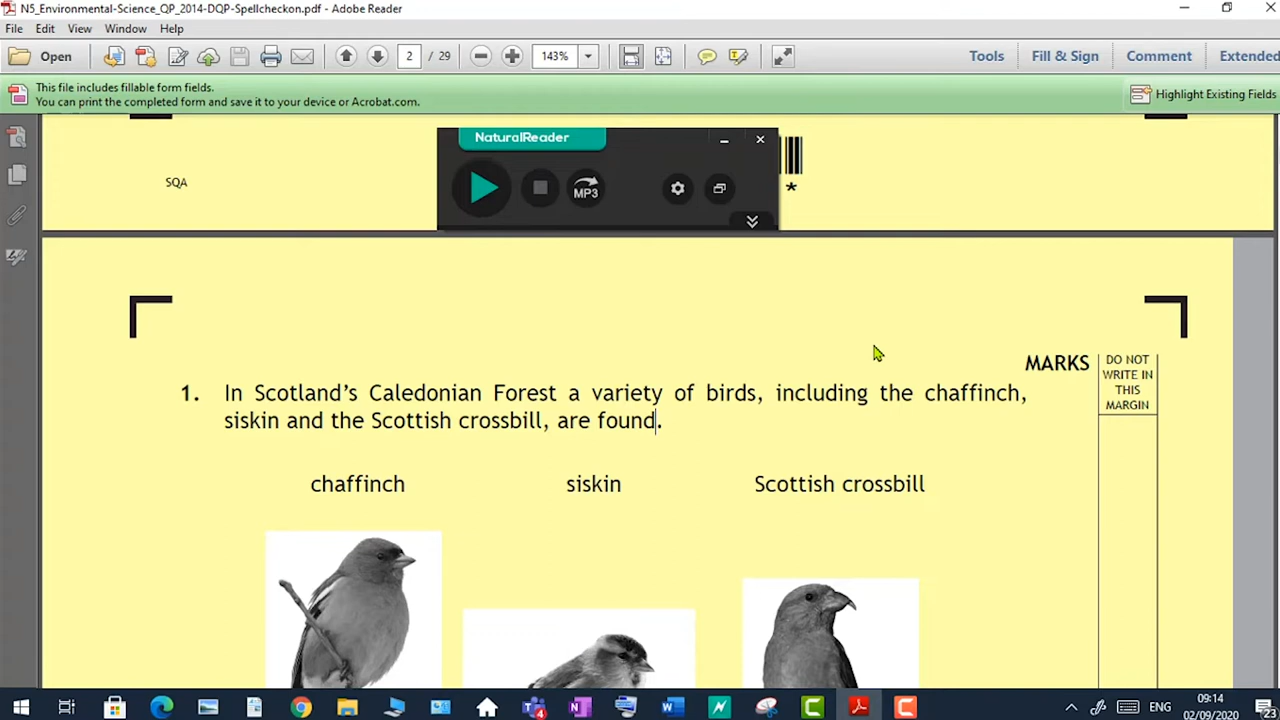 N5_Environmental-Science_QP_2014-DQP-Spellcheckon.pdf - Adobe Reader
File Edit View Window Help
Open 2 / 29 143% Tools Fill & Sign Comment Extended
This file includes fillable form fields.
You can print the completed form and save it to your device or Acrobat.com.
Highlight Existing Fields
NaturalReader
MP3
SQA
*
MARKS
DO NOT
WRITE IN
THIS
MARGIN
1. In Scotland's Caledonian Forest a variety of birds, including the chaffinch,
siskin and the Scottish crossbill, are found.
chaffinch siskin Scottish crossbill
4
ENG
09:14
02/09/2020
23